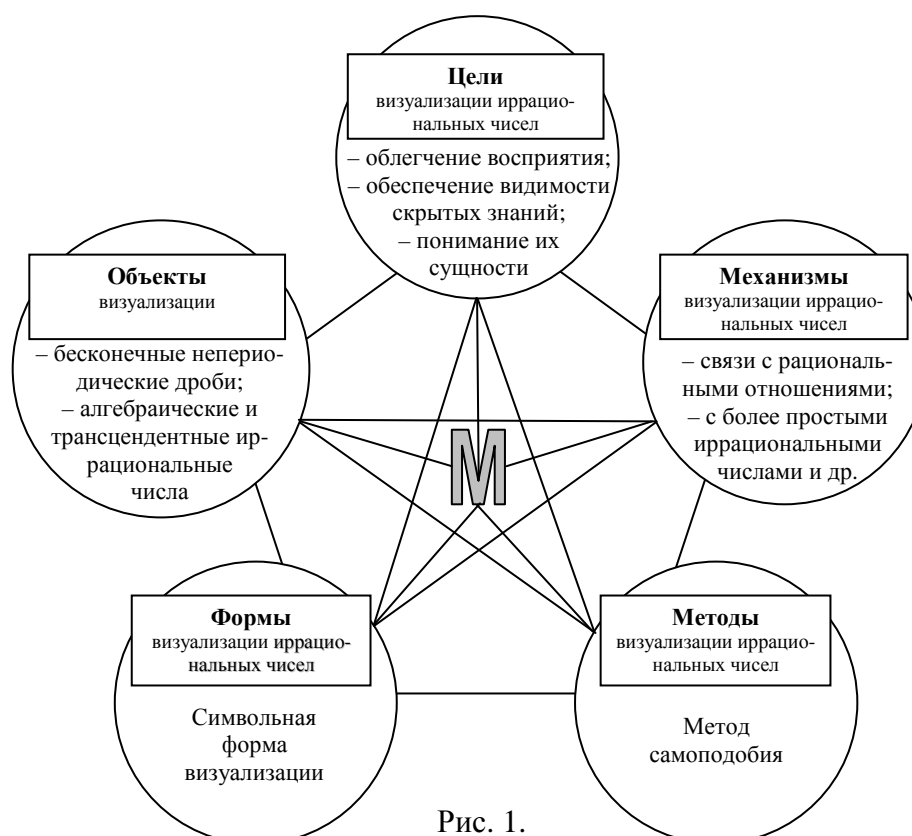 Цели
визуализации иррацио-
нальных чисел
– облегчение восприятия;
– обеспечение видимости
скрытых знаний;
– понимание их
сущности
Объекты
визуализации
– бесконечные неперио-
дические дроби;
– алгебраические и
трансцендентные ир-
рациональные
числа
Механизмы
визуализации иррацио-
нальных чисел
– связи с рациональ-
ными отношениями;
– с более простыми
иррациональными
числами и др.
М
Формы
визуализации иррацио-
нальных чисел
Символьная
форма
визуализации
Методы
визуализации иррацио-
нальных чисел
Метод
самоподобия
Рис. 1.